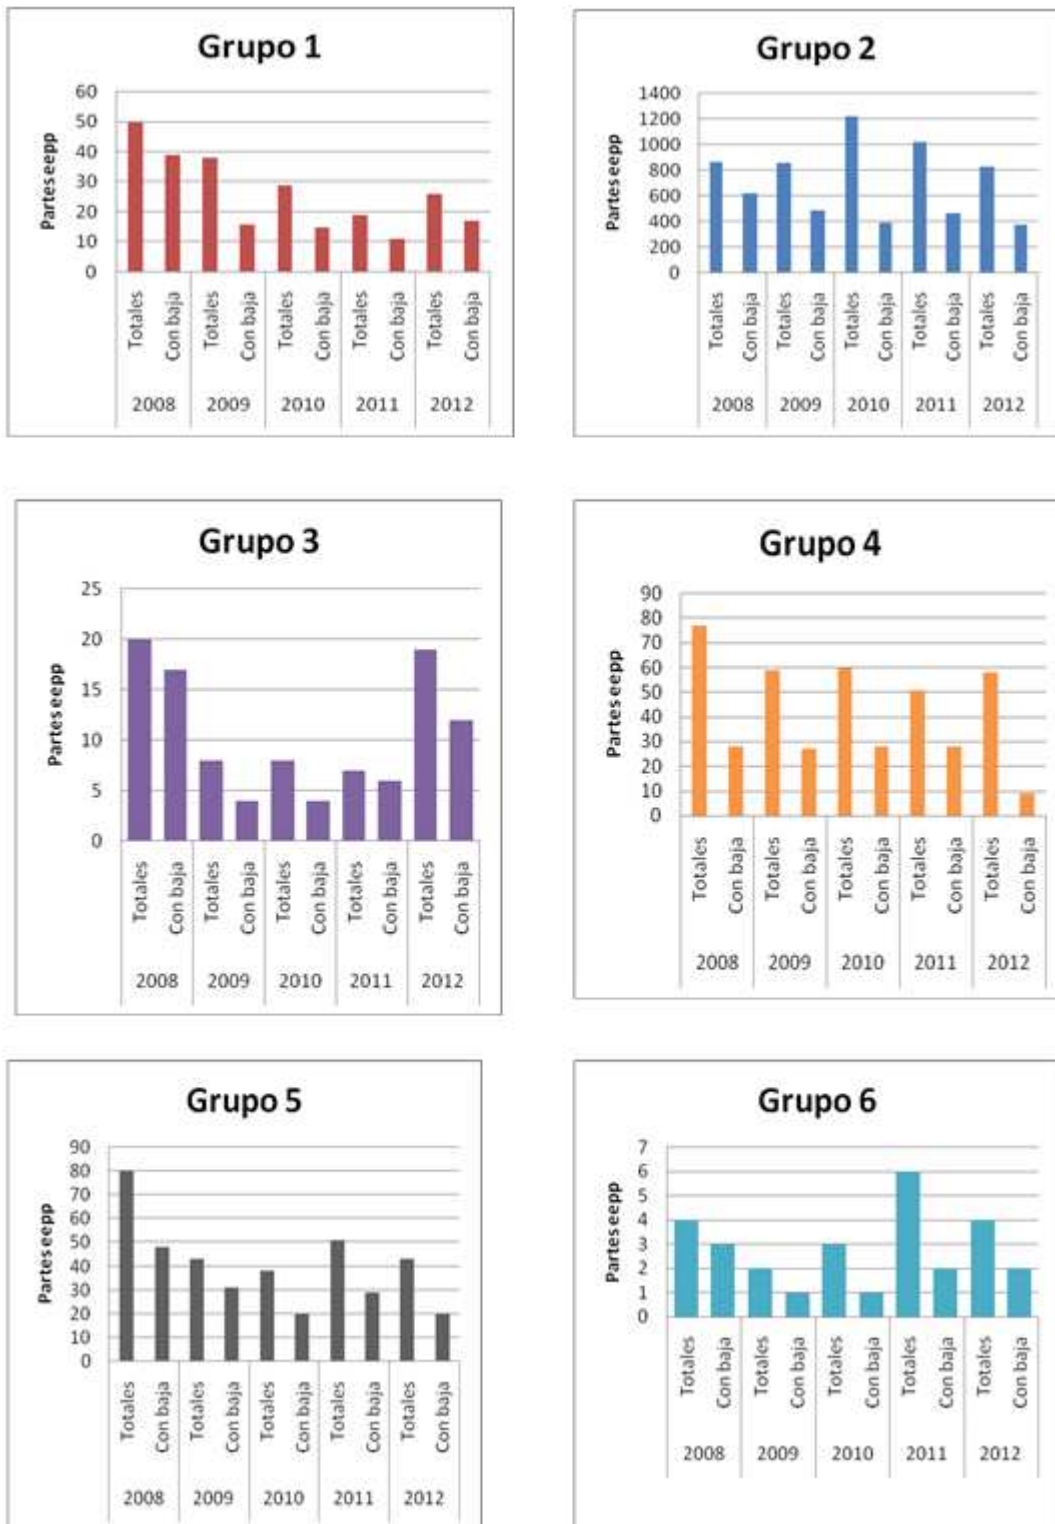 Grupo 1
Partes eepp
60
50
40
30
20
10
0
Totales Con baja Totales Con baja Totales Con baja Totales Con baja Totales Con baja
2008 2009 2010 2011 2012
Grupo 2
Partes eepp
1400
1200
1000
800
600
400
200
0
Totales Con baja Totales Con baja Totales Con baja Totales Con baja Totales Con baja
2008 2009 2010 2011 2012
Grupo 3
Partes eepp
25
20
15
10
5
0
Totales Con baja Totales Con baja Totales Con baja Totales Con baja Totales Con baja
2008 2009 2010 2011 2012
Grupo 4
Partes eepp
90
80
70
60
50
40
30
20
10
0
Totales Con baja Totales Con baja Totales Con baja Totales Con baja Totales Con baja
2008 2009 2010 2011 2012
Grupo 5
Partes eepp
90
80
70
60
50
40
30
20
10
0
Totales Con baja Totales Con baja Totales Con baja Totales Con baja Totales Con baja
2008 2009 2010 2011 2012
Grupo 6
Partes eepp
7
6
5
4
3
2
1
0
Totales Con baja Totales Con baja Totales Con baja Totales Con baja Totales Con baja
2008 2009 2010 2011 2012